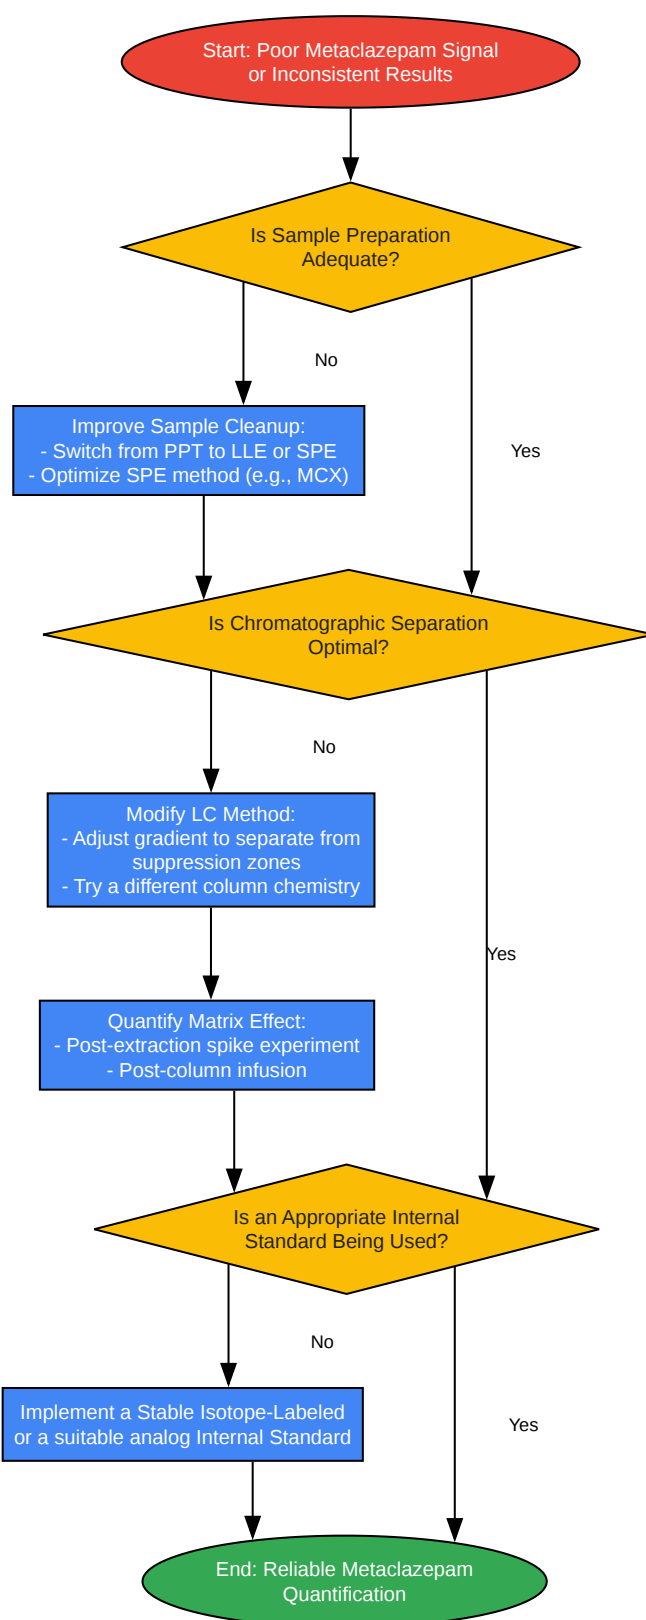 Start: Poor Metaclazepam Signal
or Inconsistent Results
Is Sample Preparation
Adequate?
No
Yes
Improve Sample Cleanup:
- Switch from PPT to LLE or SPE
- Optimize SPE method (e.g., MCX)
Is Chromatographic Separation
Optimal?
No
Modify LC Method:
- Adjust gradient to separate from
suppression zones
- Try a different column chemistry
Yes
Quantify Matrix Effect:
- Post-extraction spike experiment
- Post-column infusion
Is an Appropriate Internal
Standard Being Used?
No
Implement a Stable Isotope-Labeled
or a suitable analog Internal Standard
Yes
End: Reliable Metaclazepam
Quantification